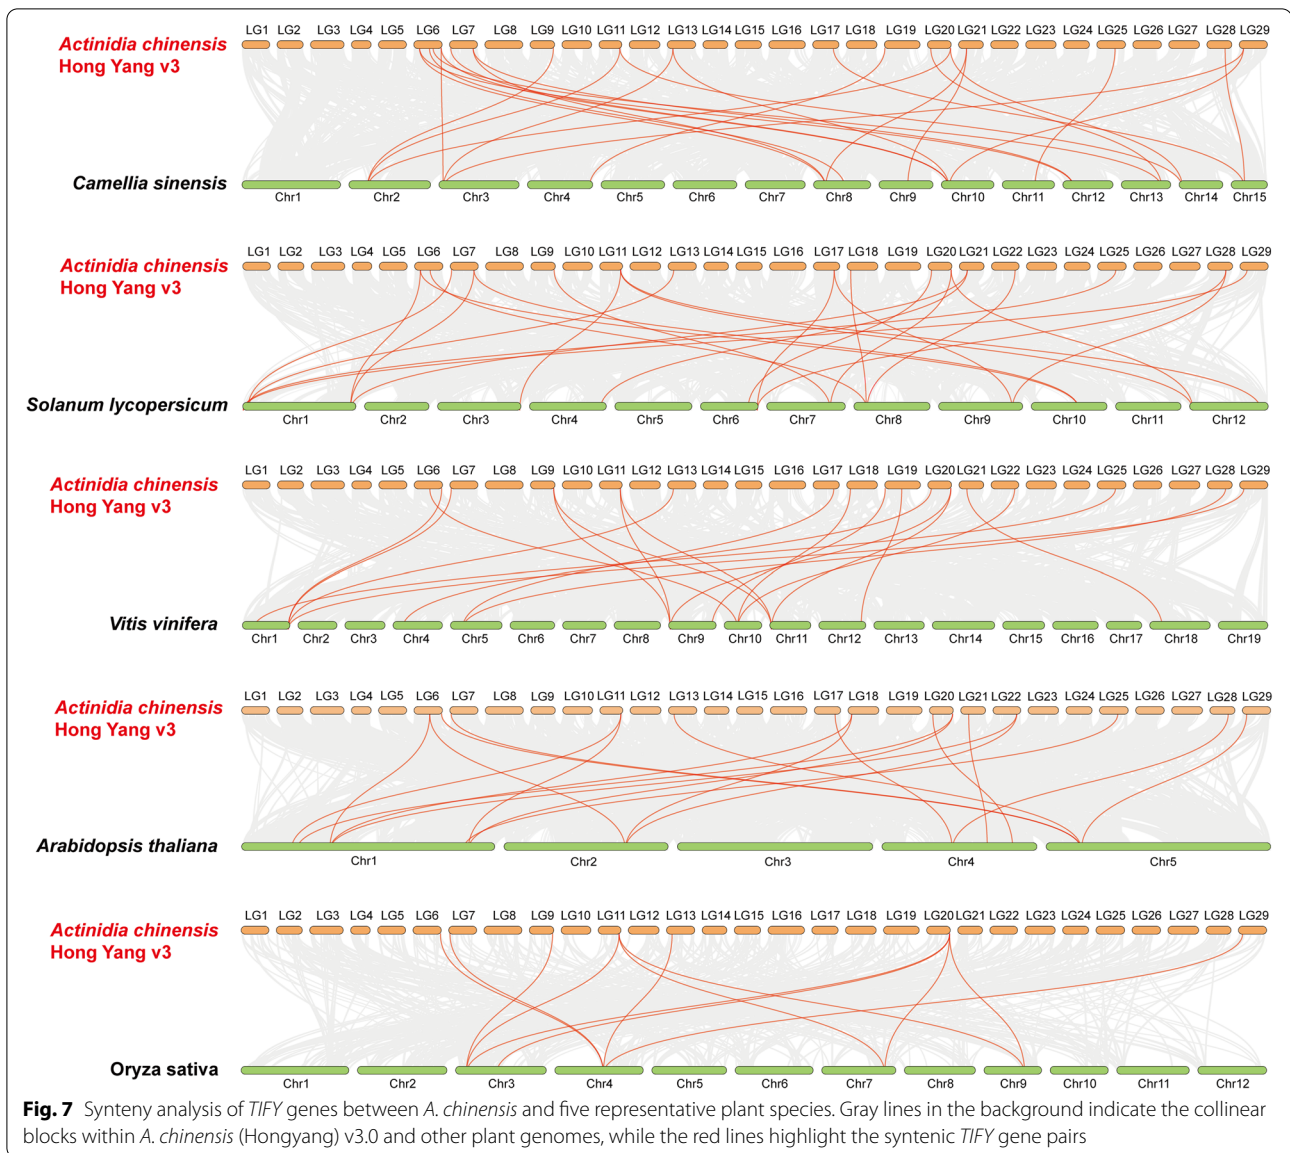 LG1 LG2 LG3 LG4 LG5 LG6 LG7 LG8 LG9 LG10 LG11 LG12 LG13 LG14 LG15 LG16 LG17 LG18 LG19 LG20 LG21 LG22 LG23 LG24 LG25 LG26 LG27 LG28 LG29
Actinidia chinensis
Hong Yang v3
Camellia sinensis
Chr1 Chr2 Chr3 Chr4 Chr5 Chr6 Chr7 Chr8 Chr9 Chr10 Chr11 Chr12 Chr13 Chr14 Chr15
LG1 LG2 LG3 LG4 LG5 LG6 LG7 LG8 LG9 LG10 LG11 LG12 LG13 LG14 LG15 LG16 LG17 LG18 LG19 LG20 LG21 LG22 LG23 LG24 LG25 LG26 LG27 LG28 LG29
Actinidia chinensis
Hong Yang v3
Solanum lycopersicum
Chr1 Chr2 Chr3 Chr4 Chr5 Chr6 Chr7 Chr8 Chr9 Chr10 Chr11 Chr12
LG1 LG2 LG3 LG4 LG5 LG6 LG7 LG8 LG9 LG10 LG11 LG12 LG13 LG14 LG15 LG16 LG17 LG18 LG19 LG20 LG21 LG22 LG23 LG24 LG25 LG26 LG27 LG28 LG29
Actinidia chinensis
Hong Yang v3
Vitis vinifera
Chr1 Chr2 Chr3 Chr4 Chr5 Chr6 Chr7 Chr8 Chr9 Chr10 Chr11 Chr12 Chr13 Chr14 Chr15 Chr16 Chr17 Chr18 Chr19
LG1 LG2 LG3 LG4 LG5 LG6 LG7 LG8 LG9 LG10 LG11 LG12 LG13 LG14 LG15 LG16 LG17 LG18 LG19 LG20 LG21 LG22 LG23 LG24 LG25 LG26 LG27 LG28 LG29
Actinidia chinensis
Hong Yang v3
Arabidopsis thaliana
Chr1 Chr2 Chr3 Chr4 Chr5
LG1 LG2 LG3 LG4 LG5 LG6 LG7 LG8 LG9 LG10 LG11 LG12 LG13 LG14 LG15 LG16 LG17 LG18 LG19 LG20 LG21 LG22 LG23 LG24 LG25 LG26 LG27 LG28 LG29
Actinidia chinensis
Hong Yang v3
Oryza sativa
Chr1 Chr2 Chr3 Chr4 Chr5 Chr6 Chr7 Chr8 Chr9 Chr10 Chr11 Chr12
Fig. 7 Synteny analysis of TIFY genes between A. chinensis and five representative plant species. Gray lines in the background indicate the collinear
blocks within A. chinensis (Hongyang) v3.0 and other plant genomes, while the red lines highlight the syntenic TIFY gene pairs